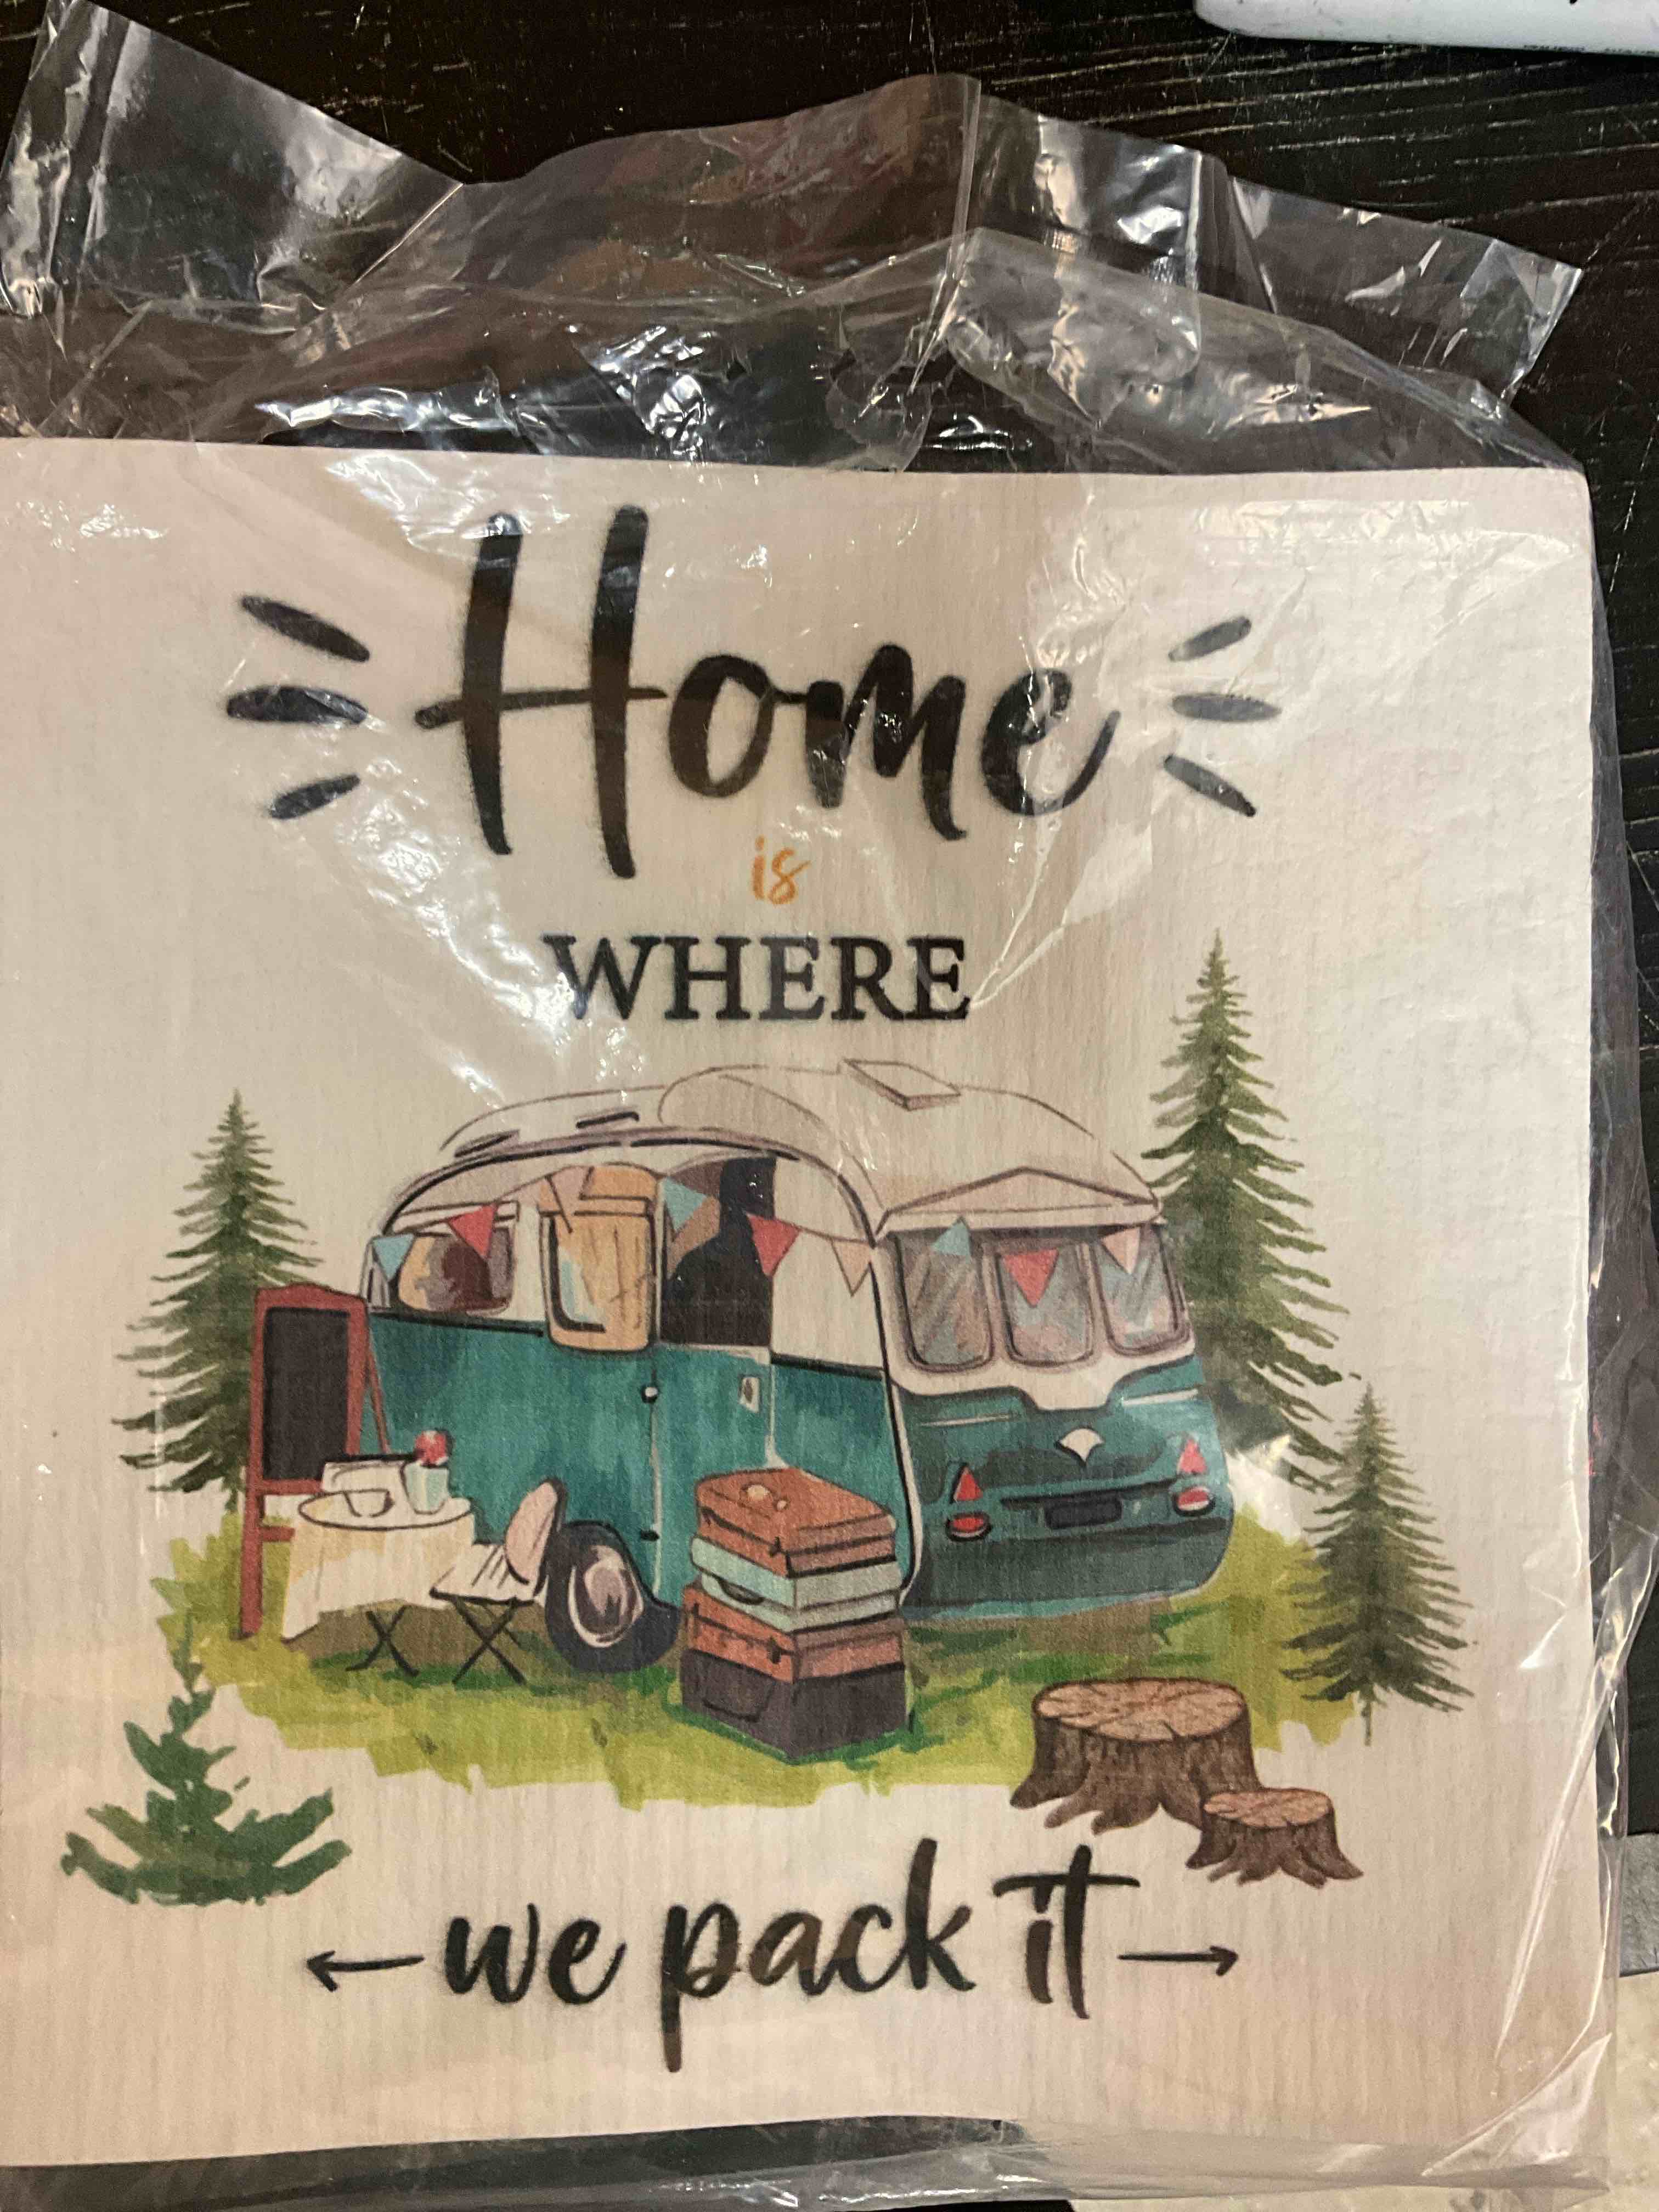 Home
is
WHERE
we pack it